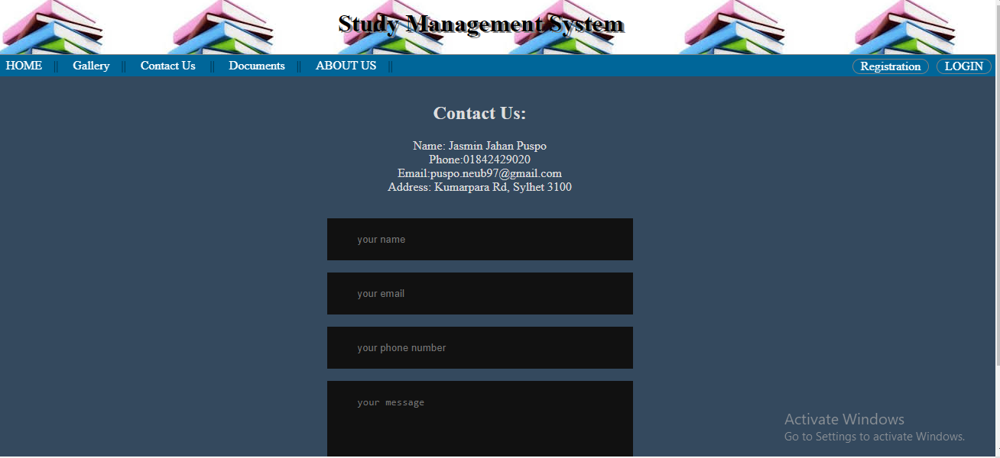 Study Management System
HOME || Gallery || Contact Us || Documents || ABOUT US || Registration LOGIN
Contact Us:
Name: Jasmin Jahan Puspo
Phone:01842429020
Email:puspo.neub97@gmail.com
Address: Kumarpara Rd, Sylhet 3100
your name
your email
your phone number
your message
Activate Windows
Go to Settings to activate Windows.